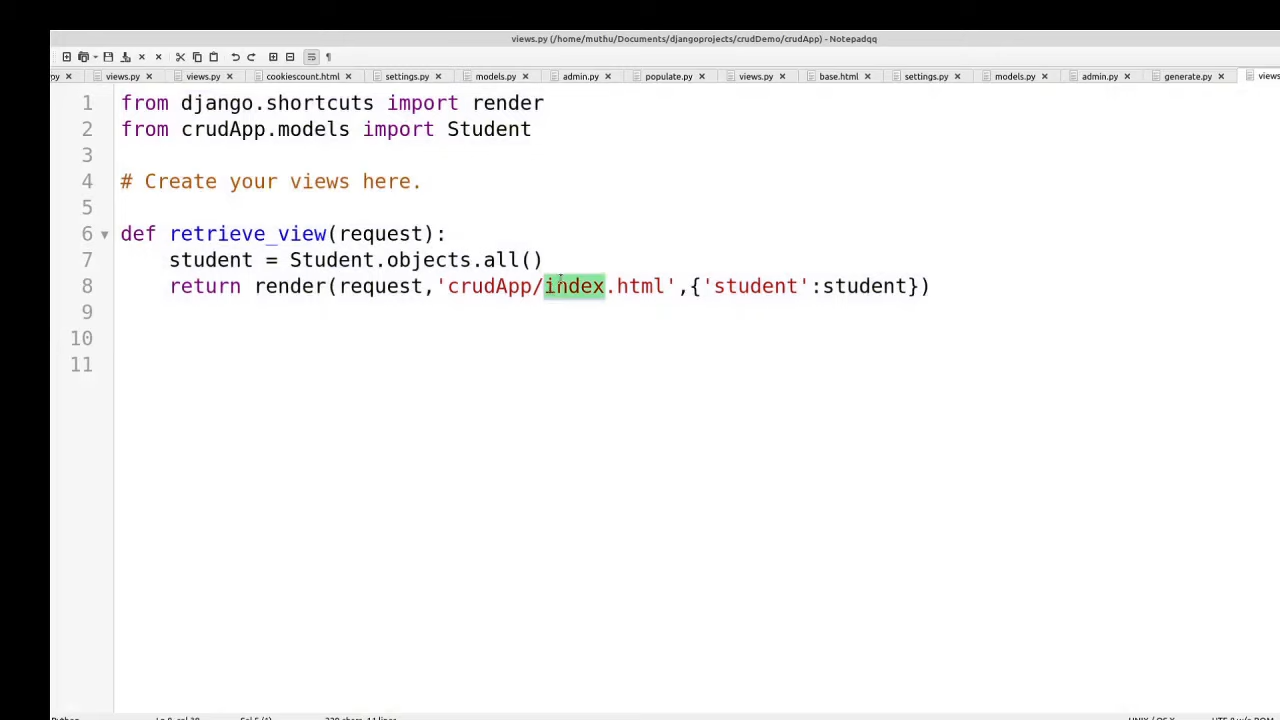 views.py (/home/muthu/Documents/djangoprojects/crudDemo/crudApp) - Notepadqq
py views.py views.py cookiescount.html settings.py models.py admin.py populate.py views.py base.html settings.py models.py admin.py generate.py views
1 from django.shortcuts import render
2 from crudApp.models import Student
3
4 # Create your views here.
5
6 def retrieve_view(request):
7 student = Student.objects.all()
8 return render(request,'crudApp/index.html',{'student':student})
9
10
11